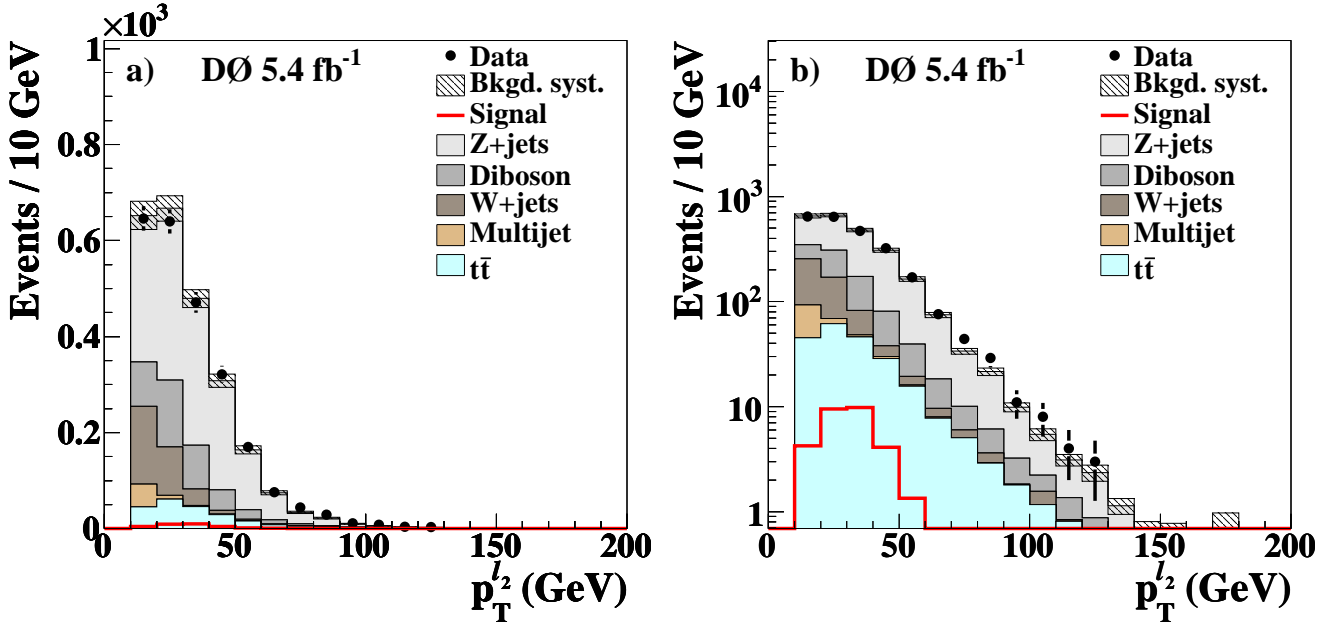 ×10³
Events / 10 GeV
1
0.8
0.6
0.4
0.2
0
a) DØ 5.4 fb⁻¹
Data
Bkgd. syst.
Signal
Z+jets
Diboson
W+jets
Multijet
tt̄
0 50 100 150 200
p_T^{l₂} (GeV)
Events / 10 GeV
10⁴
10³
10²
10
1
b) DØ 5.4 fb⁻¹
Data
Bkgd. syst.
Signal
Z+jets
Diboson
W+jets
Multijet
tt̄
0 50 100 150 200
p_T^{l₂} (GeV)